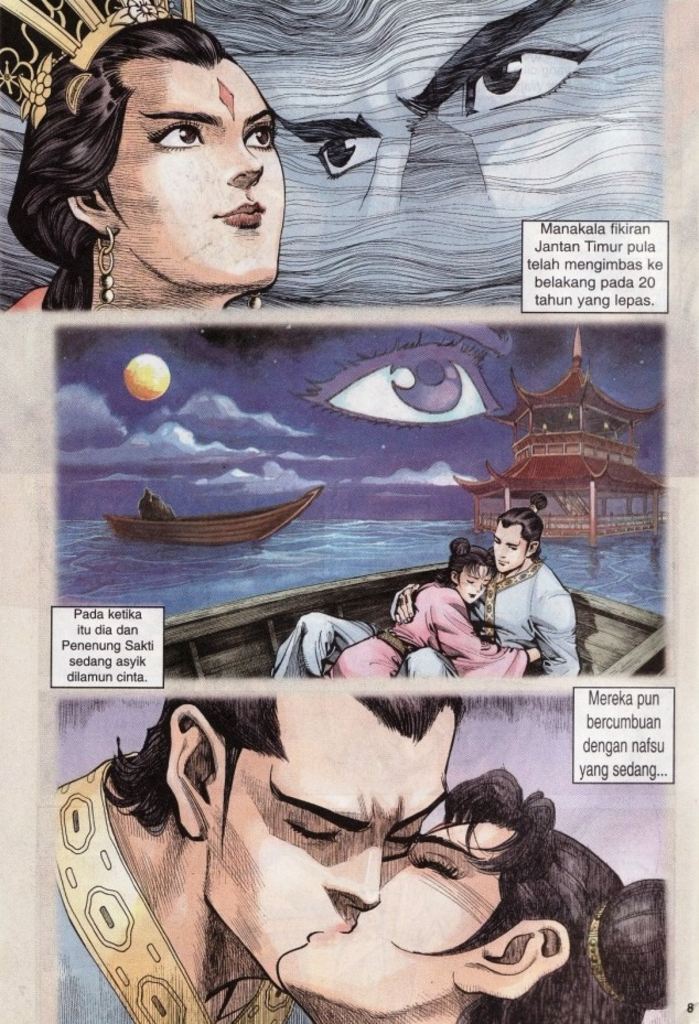 Manakala fikiran
Jantan Timur pula
telah mengimbas ke
belakang pada 20
tahun yang lepas.
Pada ketika
itu dia dan
Penenung Sakti
sedang asyik
dilamun cinta.
Mereka pun
bercumbuan
dengan nafsu
yang sedang...
8